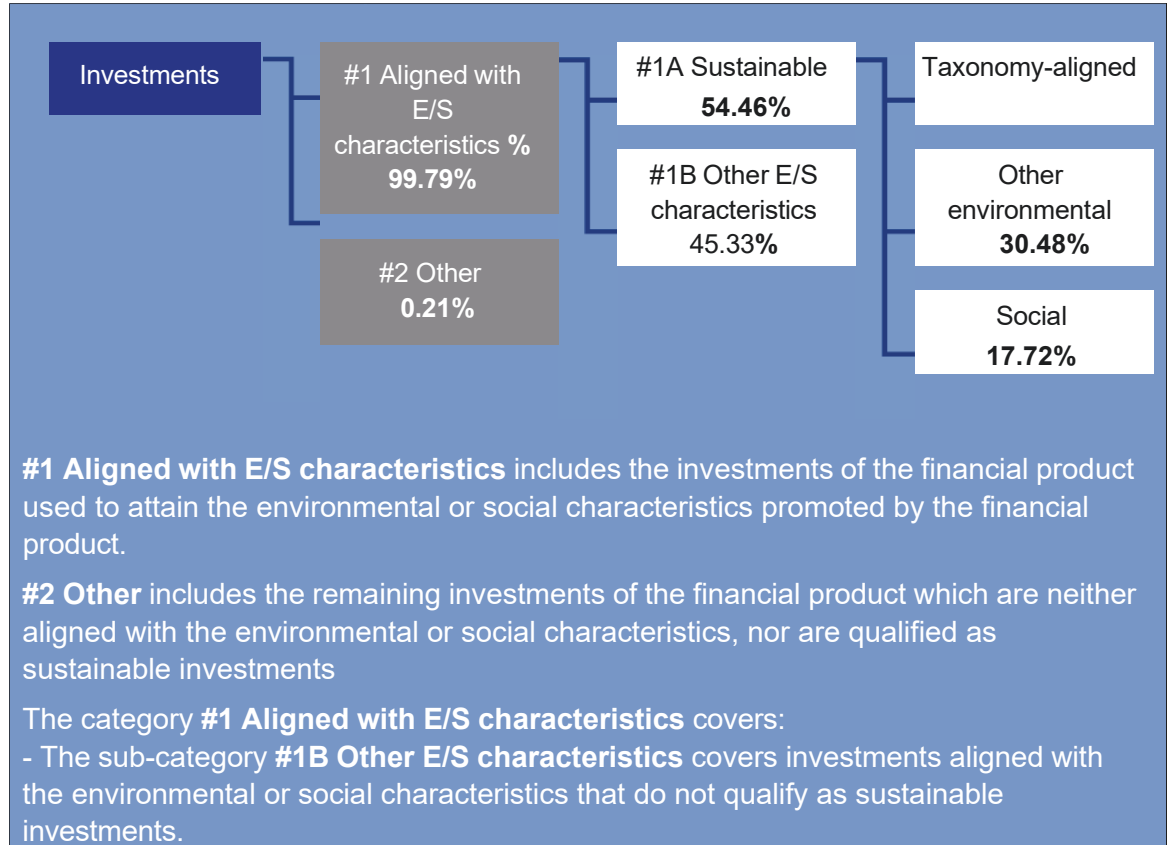 Investments
#1 Aligned with
E/S
characteristics %
99.79%
#2 Other
0.21%
#1A Sustainable
54.46%
#1B Other E/S
characteristics
45.33%
Taxonomy-aligned
Other
environmental
30.48%
Social
17.72%
#1 Aligned with E/S characteristics includes the investments of the financial product
used to attain the environmental or social characteristics promoted by the financial
product.
#2 Other includes the remaining investments of the financial product which are neither
aligned with the environmental or social characteristics, nor are qualified as
sustainable investments
The category #1 Aligned with E/S characteristics covers:
- The sub-category #1B Other E/S characteristics covers investments aligned with
the environmental or social characteristics that do not qualify as sustainable
investments.